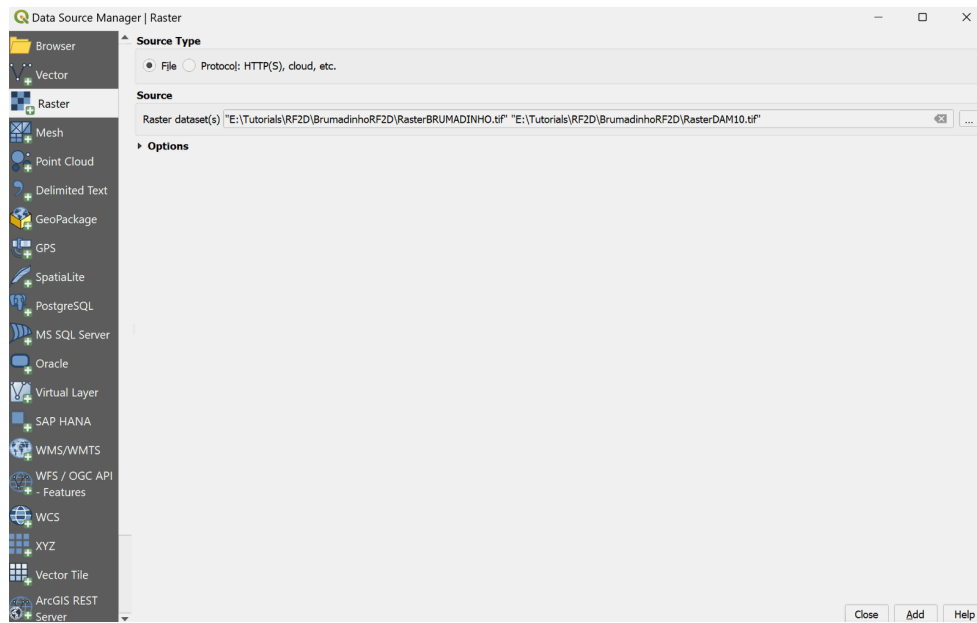 Data Source Manager | Raster
Browser
Vector
Raster
Mesh
Point Cloud
Delimited Text
GeoPackage
GPS
SpatiaLite
PostgreSQL
MS SQL Server
Oracle
Virtual Layer
SAP HANA
WMS/WMTS
WFS / OGC API
- Features
WCS
XYZ
Vector Tile
ArcGIS REST
Server
Source Type
File Protocol: HTTP(S), cloud, etc.
Source
Raster dataset(s) "E:\Tutorials\RF2D\BrumadinhoRF2D\RasterBRUMADINHO.tif" "E:\Tutorials\RF2D\BrumadinhoRF2D\RasterDAM10.tif" ...
Options
Close Add Help